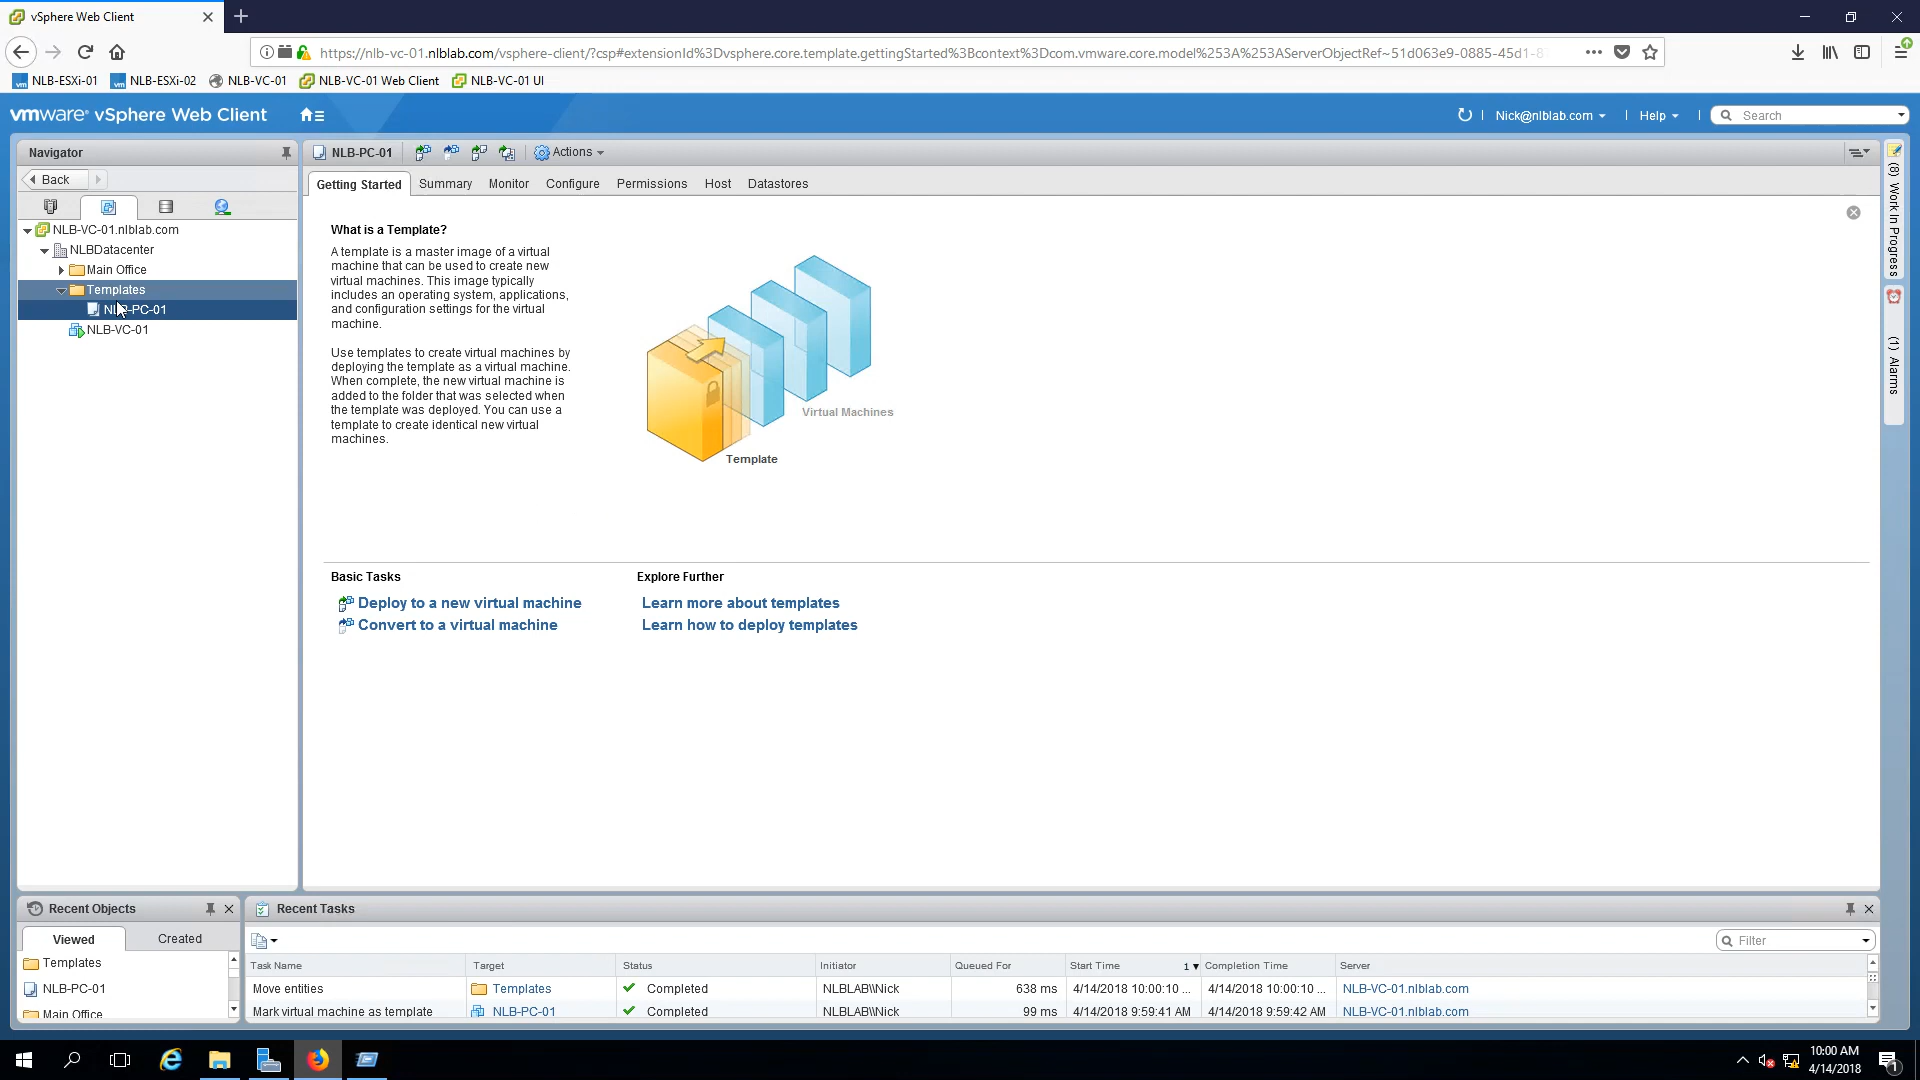 vSphere Web Client
https://nlb-vc-01.nlblab.com/vsphere-client/?csp#extensionId%3Dvsphere.core.template.gettingStarted%3Bcontext%3Dcom.vmware.core.model%253A%253AServerObjectRef~51d063e9-0885-45d1-8
NLB-ESXi-01 NLB-ESXi-02 NLB-VC-01 NLB-VC-01 Web Client NLB-VC-01 UI
vmware® vSphere Web Client
Nick@nlblab.com
Help
Search
Navigator
Back
NLB-VC-01.nlblab.com
NLBDatacenter
Main Office
Templates
NLB-PC-01
NLB-VC-01
NLB-PC-01
Actions
Getting Started Summary Monitor Configure Permissions Host Datastores
What is a Template?
A template is a master image of a virtual
machine that can be used to create new
virtual machines. This image typically
includes an operating system, applications,
and configuration settings for the virtual
machine.
Use templates to create virtual machines by
deploying the template as a virtual machine.
When complete, the new virtual machine is
added to the folder that was selected when
the template was deployed. You can use a
template to create identical new virtual
machines.
Virtual Machines
Template
Basic Tasks
Deploy to a new virtual machine
Convert to a virtual machine
Explore Further
Learn more about templates
Learn how to deploy templates
(8) Work In Progress
(1) Alarms
Recent Objects
Viewed Created
Templates
NLB-PC-01
Main Office
Recent Tasks
Filter
Task Name Target Status Initiator Queued For Start Time 1 Completion Time Server
Move entities Templates Completed NLBLAB\\Nick 638 ms 4/14/2018 10:00:10 ... 4/14/2018 10:00:10 ... NLB-VC-01.nlblab.com
Mark virtual machine as template NLB-PC-01 Completed NLBLAB\\Nick 99 ms 4/14/2018 9:59:41 AM 4/14/2018 9:59:42 AM NLB-VC-01.nlblab.com
10:00 AM
4/14/2018
1